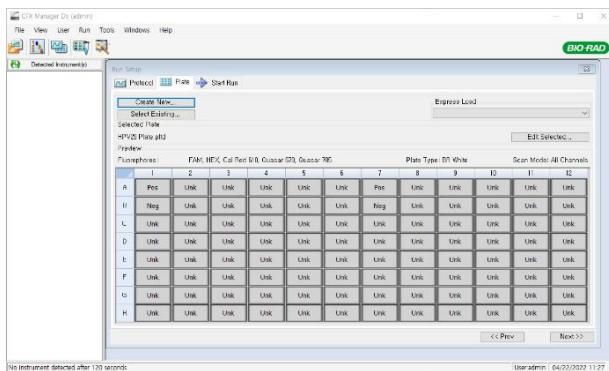 CFX Manager Dx (admin)
File View User Run Tools Windows Help
BIO-RAD
Detected Instrument(s)
Run Setup
Protocol Plate Start Run
Create New... Express Load
Select Existing...
Selected Plate
HPV28 Plate.pltd Edit Selected...
Preview
Fluorophores: FAM, HEX, Cal Red 610, Quasar 670, Quasar 705 Plate Type: BR White Scan Mode: All Channels
1 2 3 4 5 6 7 8 9 10 11 12
A Pos Unk Unk Unk Unk Unk Pos Unk Unk Unk Unk Unk
B Neg Unk Unk Unk Unk Unk Neg Unk Unk Unk Unk Unk
C Unk Unk Unk Unk Unk Unk Unk Unk Unk Unk Unk Unk
D Unk Unk Unk Unk Unk Unk Unk Unk Unk Unk Unk Unk
E Unk Unk Unk Unk Unk Unk Unk Unk Unk Unk Unk Unk
F Unk Unk Unk Unk Unk Unk Unk Unk Unk Unk Unk Unk
G Unk Unk Unk Unk Unk Unk Unk Unk Unk Unk Unk Unk
H Unk Unk Unk Unk Unk Unk Unk Unk Unk Unk Unk Unk
<< Prev Next >>
No instrument detected after 120 seconds. User: admin 04/22/2022 11:27